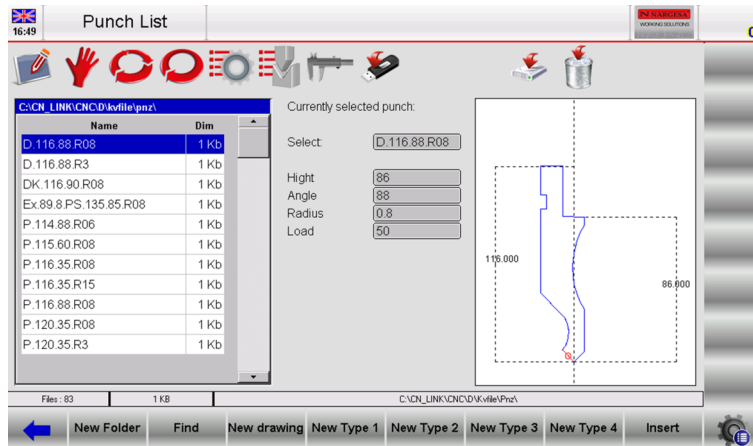 16:49
Punch List
NARGESA
WORKING SOLUTIONS
C:\CN_LINK\CNC\D\kvfile\pnz\
Name Dim
D.116.88.R08 1 Kb
D.116.88.R3 1 Kb
DK.116.90.R08 1 Kb
Ex.89.8.PS.135.85.R08 1 Kb
P.114.88.R06 1 Kb
P.115.60.R08 1 Kb
P.116.35.R08 1 Kb
P.116.35.R15 1 Kb
P.116.88.R08 1 Kb
P.120.35.R08 1 Kb
P.120.35.R3 1 Kb
Currently selected punch:
Select: D.116.88.R08
Hight 86
Angle 88
Radius 0.8
Load 50
116.000
86.000
Files : 83 1 KB C:\CN_LINK\CNC\D\Kvfile\Pnz\
New Folder Find New drawing New Type 1 New Type 2 New Type 3 New Type 4 Insert